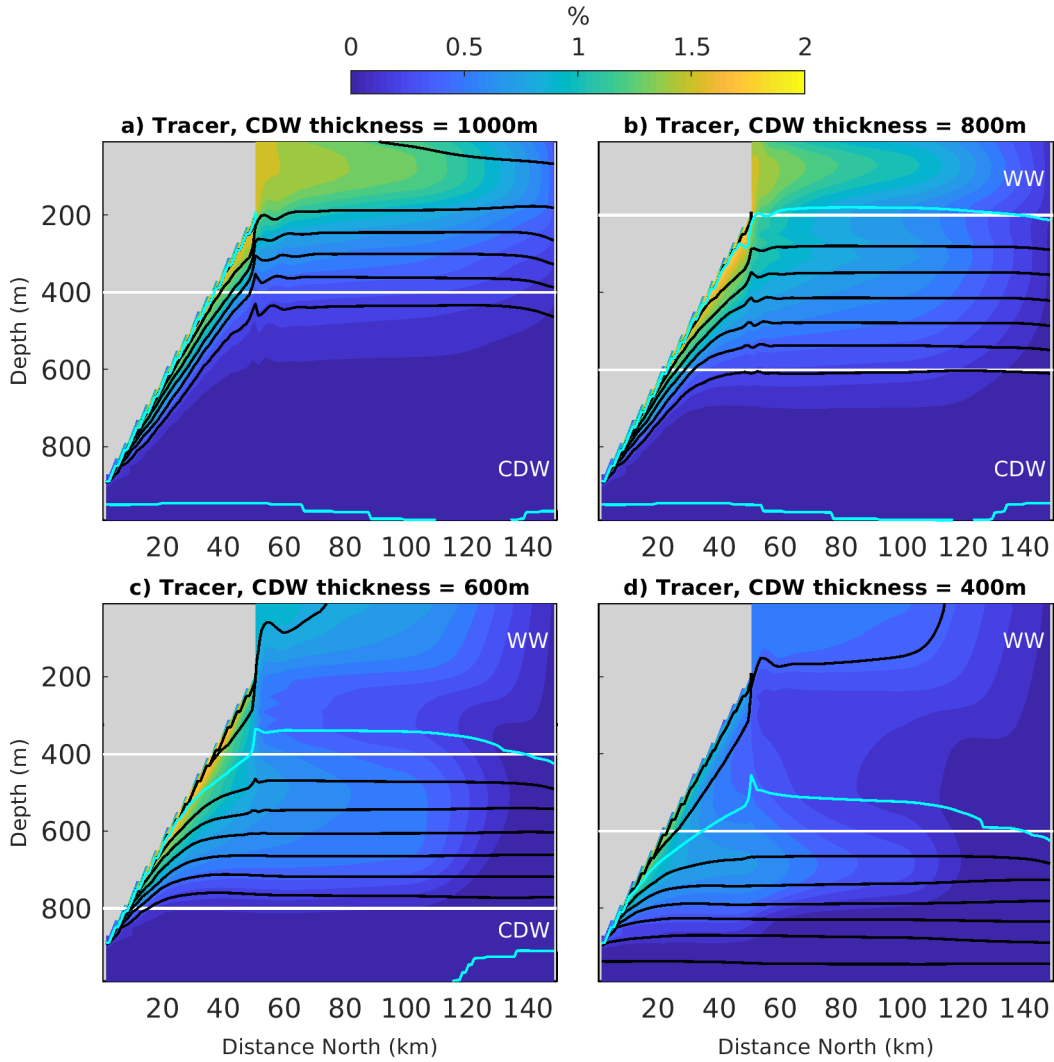 %
0 0.5 1 1.5 2
a) Tracer, CDW thickness = 1000m
b) Tracer, CDW thickness = 800m
Depth (m)
200
400
600
800
CDW
WW
CDW
20 40 60 80 100 120 140
20 40 60 80 100 120 140
c) Tracer, CDW thickness = 600m
d) Tracer, CDW thickness = 400m
Depth (m)
200
400
600
800
WW
CDW
WW
20 40 60 80 100 120 140
20 40 60 80 100 120 140
Distance North (km)
Distance North (km)